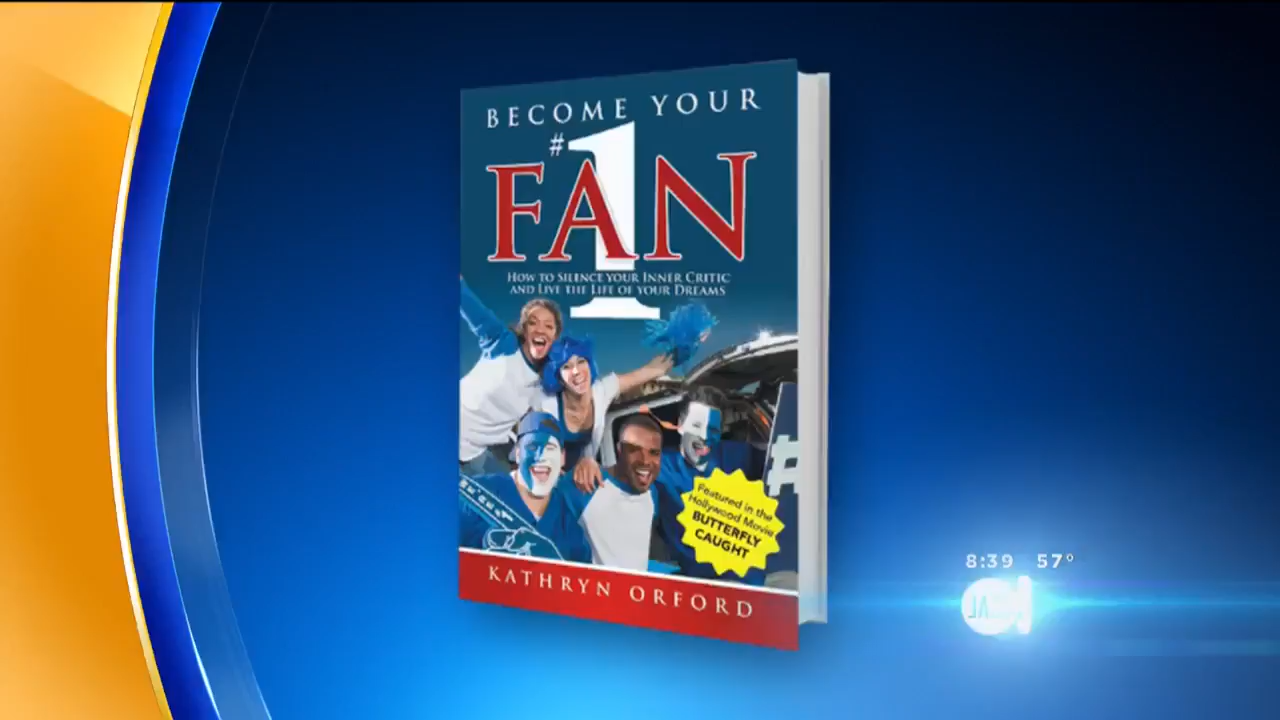 BECOME YOUR
#1
FAN
HOW TO SILENCE YOUR INNER CRITIC
AND LIVE THE LIFE OF YOUR DREAMS
#
Featured in the
Hollywood Movie
BUTTERFLY
CAUGHT
KATHRYN ORFORD
8:39 57°